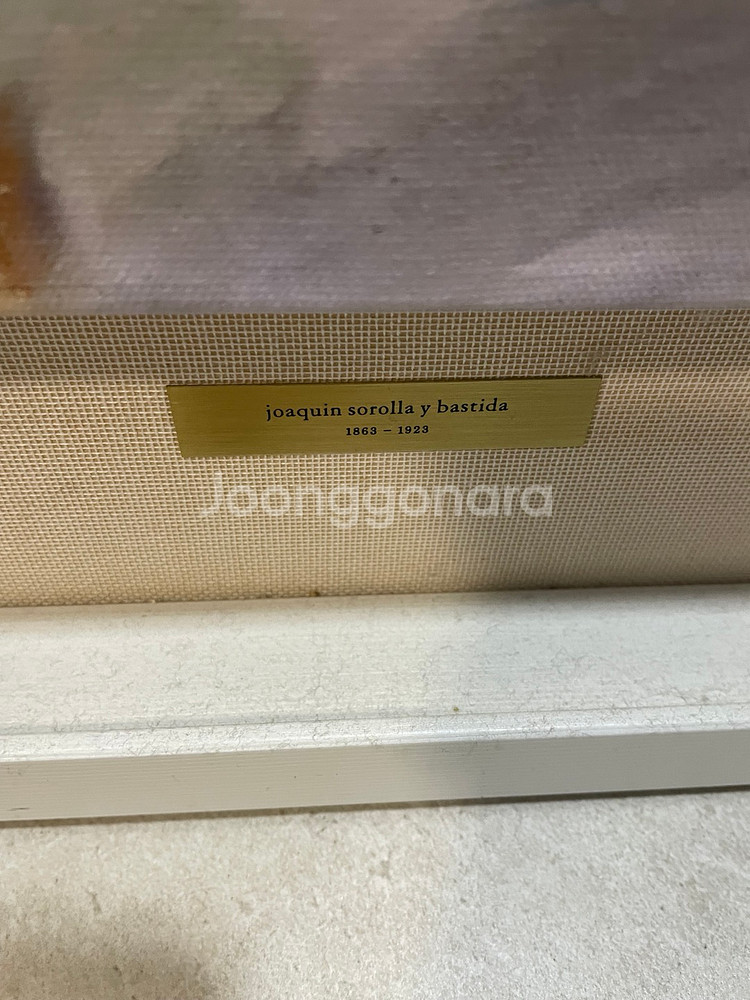 joaquin sorolla y bastida
1863 – 1923
Joonggonara